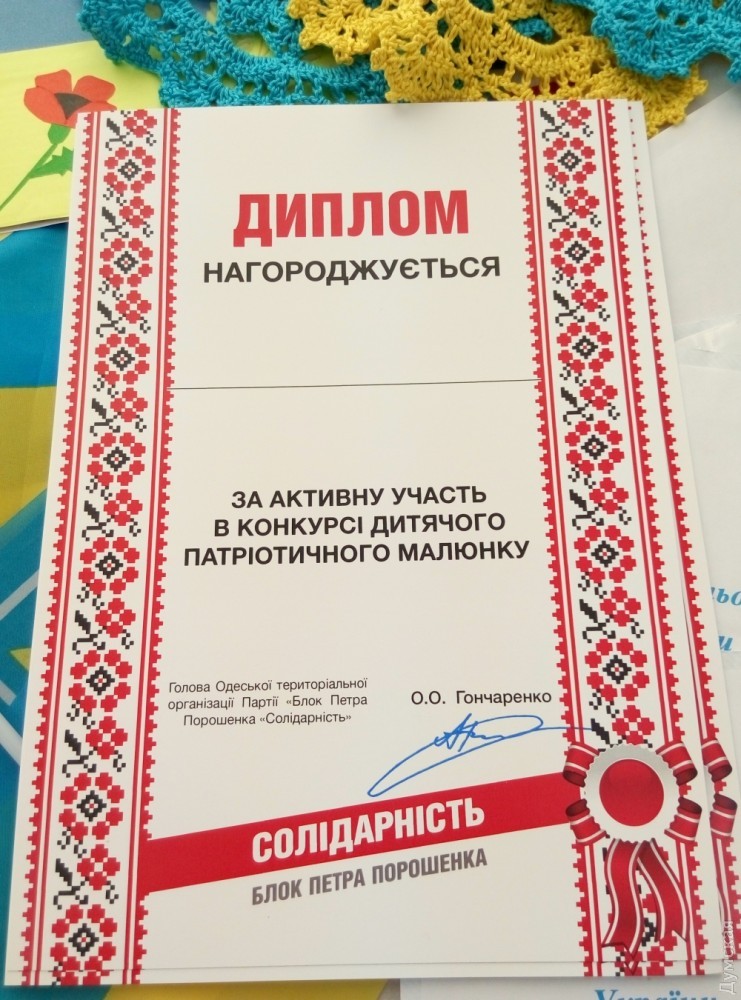 ДИПЛОМ
НАГОРОДЖУЄТЬСЯ
ЗА АКТИВНУ УЧАСТЬ
В КОНКУРСІ ДИТЯЧОГО
ПАТРІОТИЧНОГО МАЛЮНКУ
Голова Одеської територіальної
організації Партії «Блок Петра
Порошенка «Солідарність»
О.О. Гончаренко
СОЛІДАРНІСТЬ
БЛОК ПЕТРА ПОРОШЕНКА
Думская